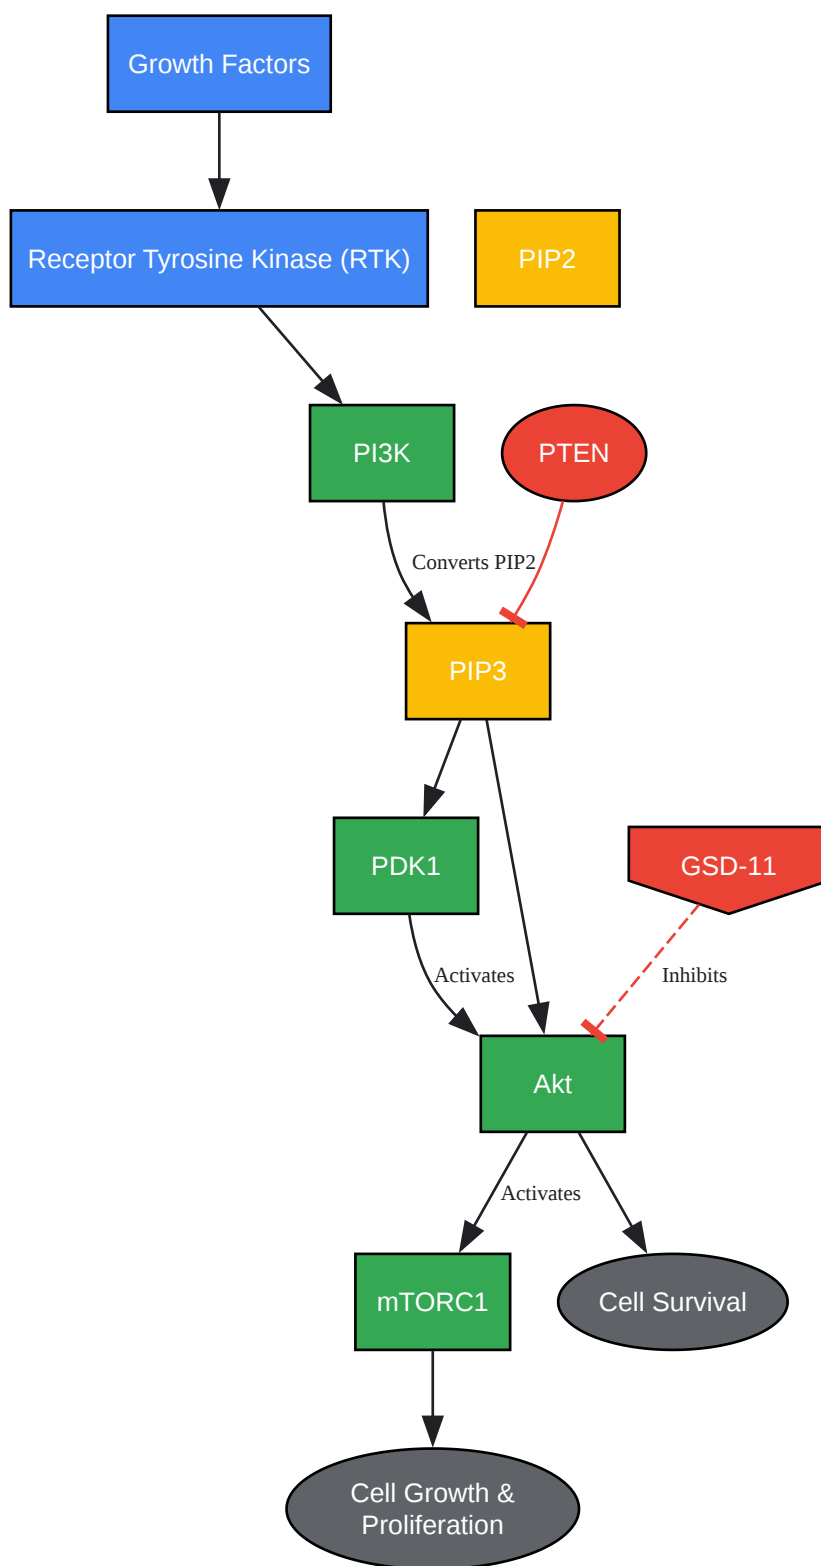 Growth Factors
Receptor Tyrosine Kinase (RTK)
PIP2
PI3K
PTEN
Converts PIP2
PIP3
PDK1
GSD-11
Activates
Inhibits
Akt
Activates
mTORC1
Cell Survival
Cell Growth &
Proliferation